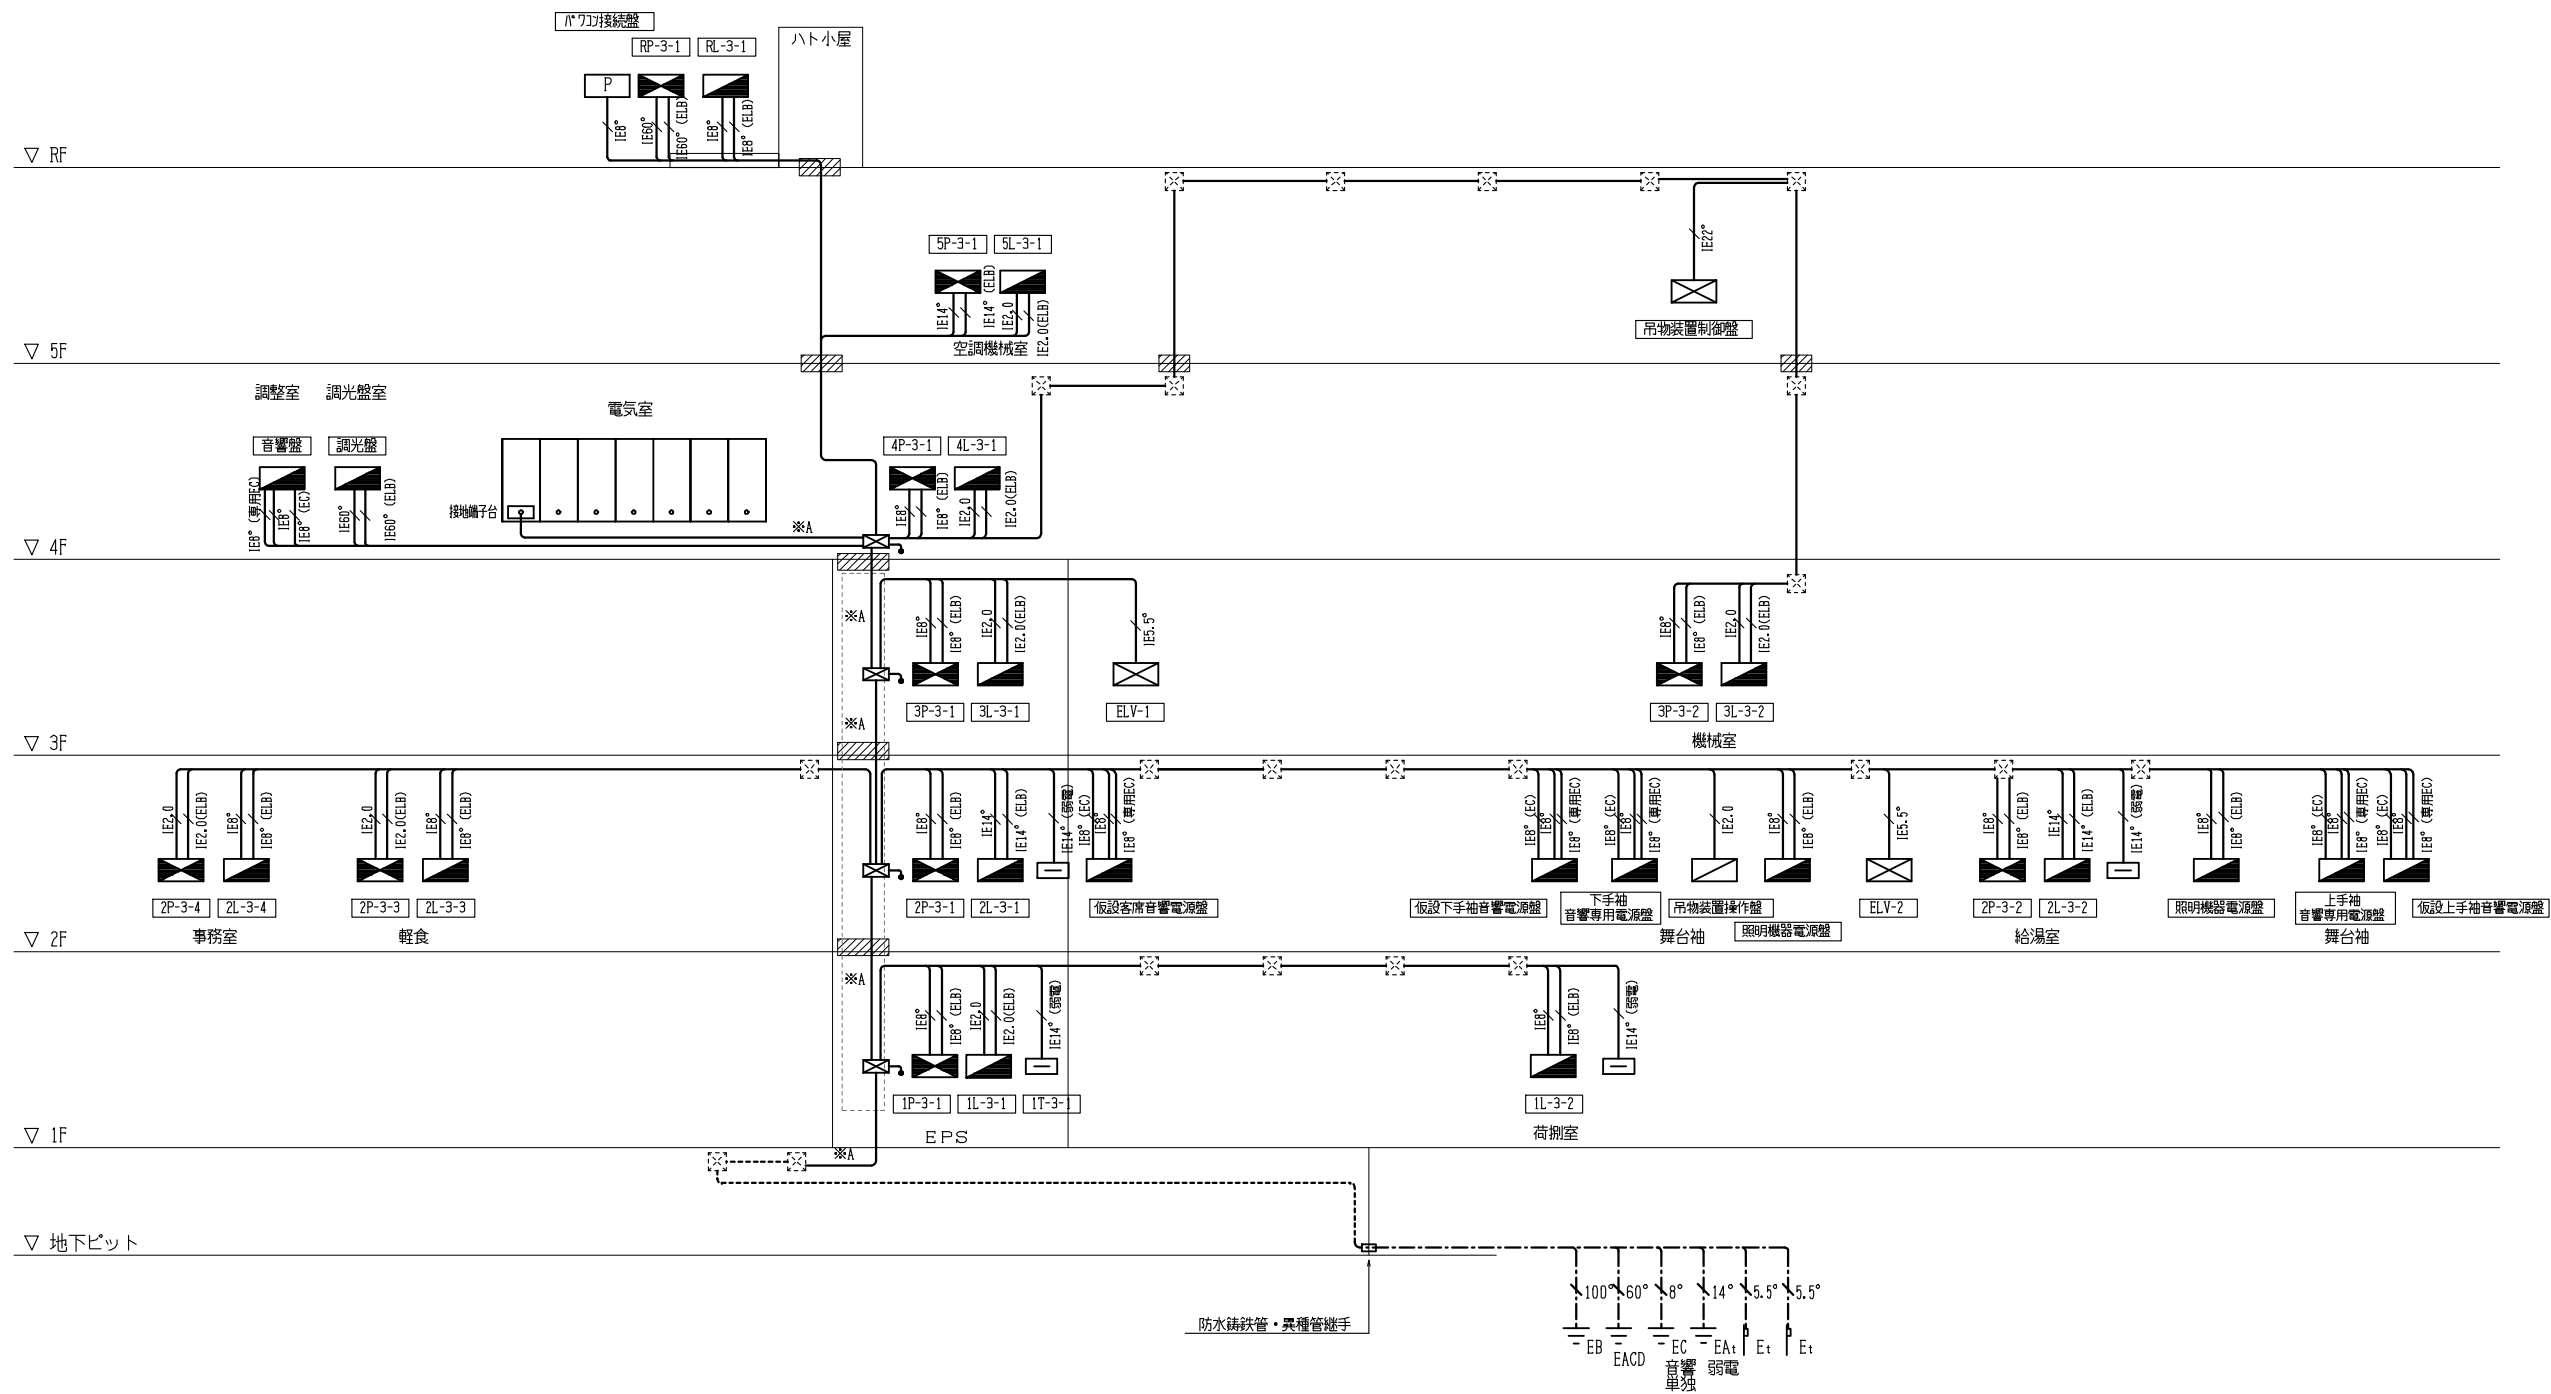 パワコン接続盤
RP-3-1
RL-3-1
ハト小屋
P
IE8°
IE60°
IE60°(ELB)
IE8°
IE8°(ELB)
▽ RF
5P-3-1
5L-3-1
IE14°
IE14°(ELB)
IE2.0
IE2.0(ELB)
空調機械室
IE22°
吊物装置制御盤
▽ 5F
調整室
調光盤室
電気室
音響盤
調光盤
4P-3-1
4L-3-1
IE8°(専用EC)
IE8°
IE8°(EC)
IE60°
IE60°(ELB)
接地端子台
※A
IE8°
IE8°(ELB)
IE2.0
IE2.0(ELB)
▽ 4F
※A
IE8°
IE8°(ELB)
IE2.0
IE2.0(ELB)
IE5.5°
IE8°
IE8°(ELB)
IE2.0
IE2.0(ELB)
3P-3-1
3L-3-1
ELV-1
3P-3-2
3L-3-2
※A
機械室
▽ 3F
IE2.0
IE2.0(ELB)
IE8°
IE8°(ELB)
IE2.0
IE2.0(ELB)
IE8°
IE8°(ELB)
IE8°
IE8°(ELB)
IE14°
IE14°(ELB)
IE14°(弱電)
IE8°(EC)
IE8°
IE8°(専用EC)
IE8°(EC)
IE8°
IE8°(専用EC)
IE8°(EC)
IE8°
IE8°(専用EC)
IE2.0
IE8°
IE8°(ELB)
IE5.5°
IE8°
IE8°(ELB)
IE14°
IE14°(ELB)
IE14°(弱電)
IE8°
IE8°(ELB)
IE8°(EC)
IE8°
IE8°(専用EC)
IE8°(EC)
IE8°
IE8°(専用EC)
2P-3-4
2L-3-4
2P-3-3
2L-3-3
2P-3-1
2L-3-1
仮設客席音響電源盤
仮設下手袖音響電源盤
下手袖
音響専用電源盤
吊物装置操作盤
照明機器電源盤
ELV-2
2P-3-2
2L-3-2
照明機器電源盤
上手袖
音響専用電源盤
仮設上手袖音響電源盤
事務室
軽食
舞台袖
給湯室
舞台袖
▽ 2F
※A
IE8°
IE8°(ELB)
IE2.0
IE2.0(ELB)
IE14°(弱電)
IE8°
IE8°(ELB)
IE14°(弱電)
1P-3-1
1L-3-1
1T-3-1
1L-3-2
EPS
荷捌室
▽ 1F
※A
▽ 地下ピット
100°
60°
8°
14°
5.5°
5.5°
防水鋳鉄管・異種管継手
EB
EACD
EC
音響
単独
EAt
弱電
Et
Et